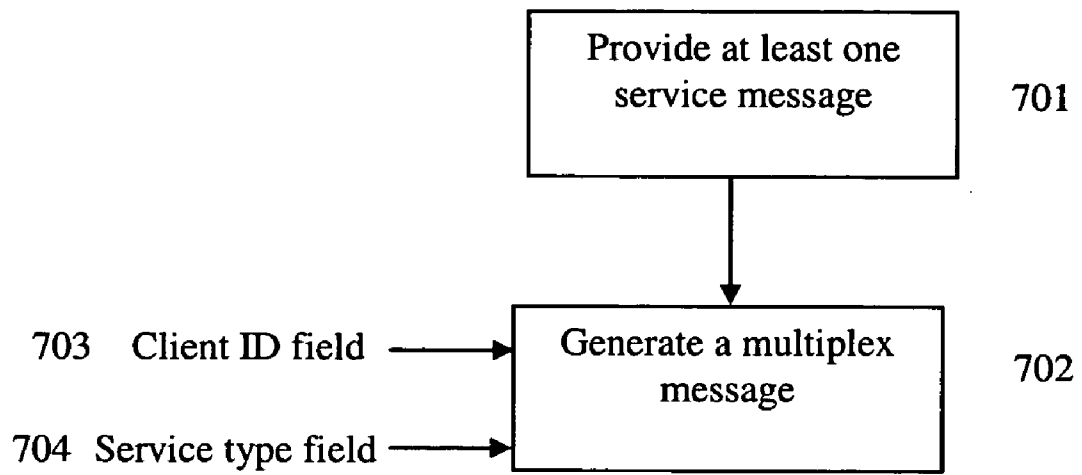 Provide at least one
service message
701
703 Client ID field
Generate a multiplex
message
702
704 Service type field